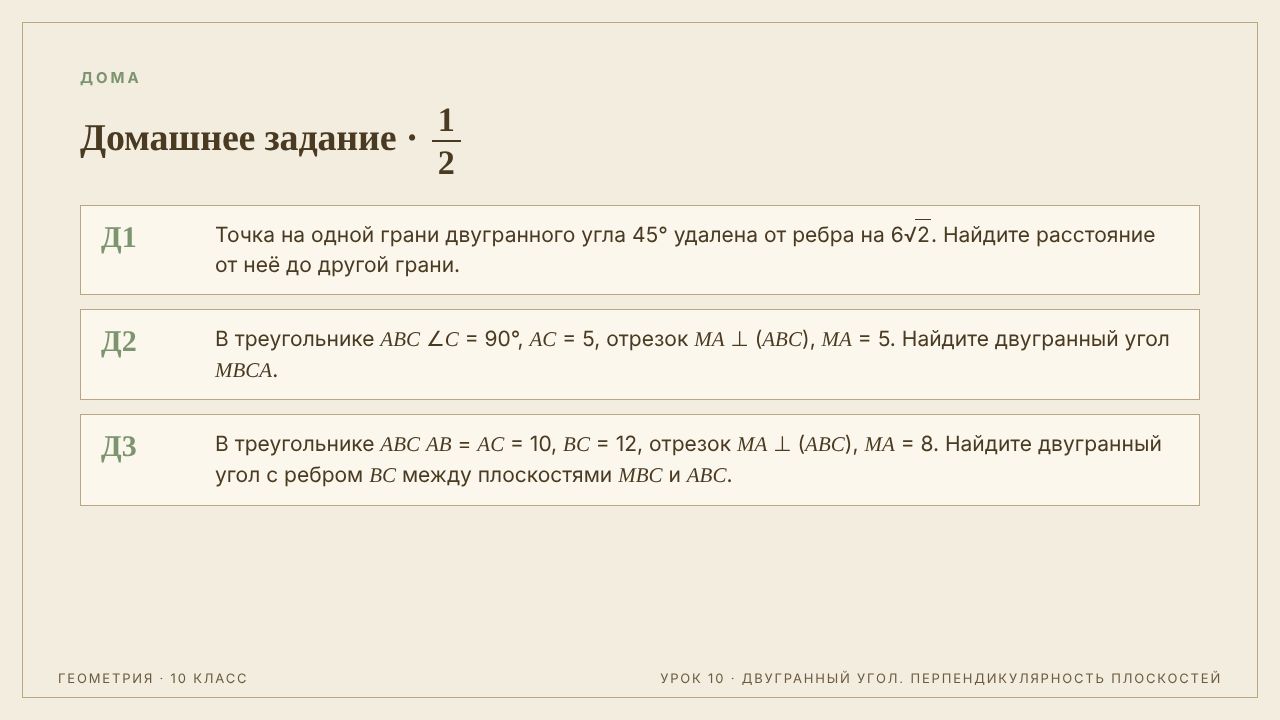 ДОМА
Домашнее задание · 1/2
Д1
Точка на одной грани двугранного угла 45° удалена от ребра на 6√2. Найдите расстояние
от неё до другой грани.
Д2
В треугольнике ABC ∠C = 90°, AC = 5, отрезок MA ⊥ (ABC), MA = 5. Найдите двугранный угол
MBCA.
Д3
В треугольнике ABC AB = AC = 10, BC = 12, отрезок MA ⊥ (ABC), MA = 8. Найдите двугранный
угол с ребром BC между плоскостями MBC и ABC.
ГЕОМЕТРИЯ · 10 КЛАСС
УРОК 10 · ДВУГРАННЫЙ УГОЛ. ПЕРПЕНДИКУЛЯРНОСТЬ ПЛОСКОСТЕЙ